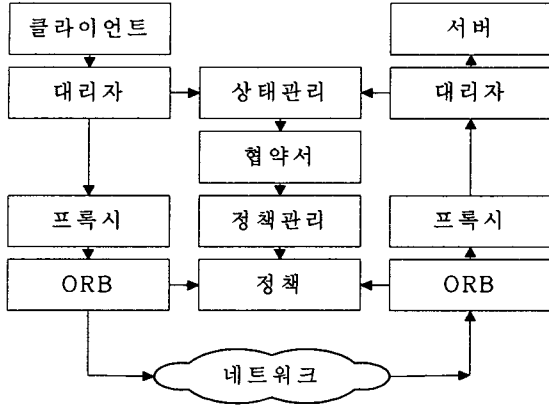 클라이언트
서버
대리자
상태관리
대리자
협약서
프록시
정책관리
프록시
ORB
정책
ORB
네트워크